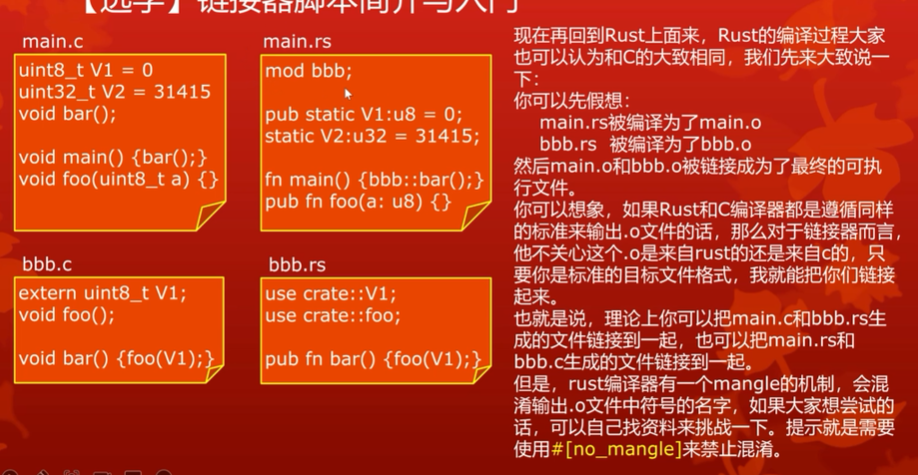 【选学】链接器脚本简介与入门
main.c
uint8_t V1 = 0
uint32_t V2 = 31415
void bar();
void main() {bar();}
void foo(uint8_t a) {}
main.rs
mod bbb;
pub static V1:u8 = 0;
static V2:u32 = 31415;
fn main() {bbb::bar();}
pub fn foo(a: u8) {}
bbb.c
extern uint8_t V1;
void foo();
void bar() {foo(V1);}
bbb.rs
use crate::V1;
use crate::foo;
pub fn bar() {foo(V1);}
现在再回到Rust上面来，Rust的编译过程大家
也可以认为和C的大致相同，我们先来大致说一
下：
你可以先假想：
main.rs被编译为了main.o
bbb.rs 被编译为了bbb.o
然后main.o和bbb.o被链接成为了最终的可执
行文件。
你可以想象，如果Rust和C编译器都是遵循同样
的标准来输出.o文件的话，那么对于链接器而言，
他不关心这个.o是来自rust的还是来自c的，只
要你是标准的目标文件格式，我就能把你们链接
起来。
也就是说，理论上你可以把main.c和bbb.rs生
成的文件链接到一起，也可以把main.rs和
bbb.c生成的文件链接到一起。
但是，rust编译器有一个mangle的机制，会混
淆输出.o文件中符号的名字，如果大家想尝试的
话，可以自己找资料来挑战一下。提示就是需要
使用#[no_mangle]来禁止混淆。